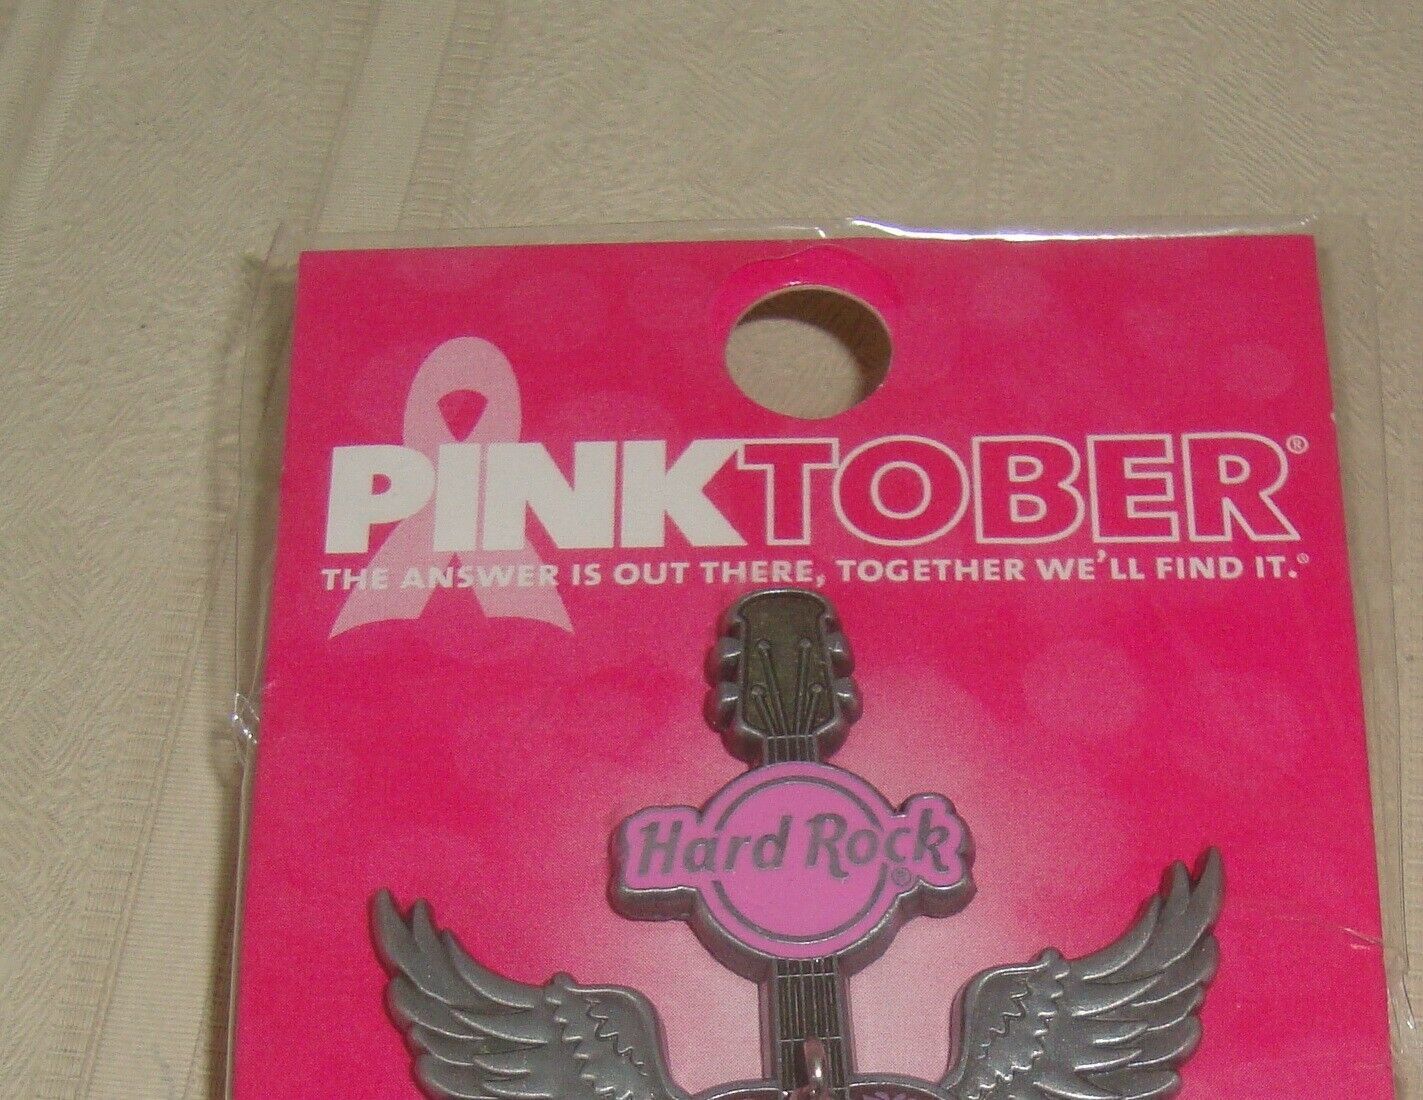 PINKTOBER®
THE ANSWER IS OUT THERE, TOGETHER WE'LL FIND IT.®
Hard Rock®